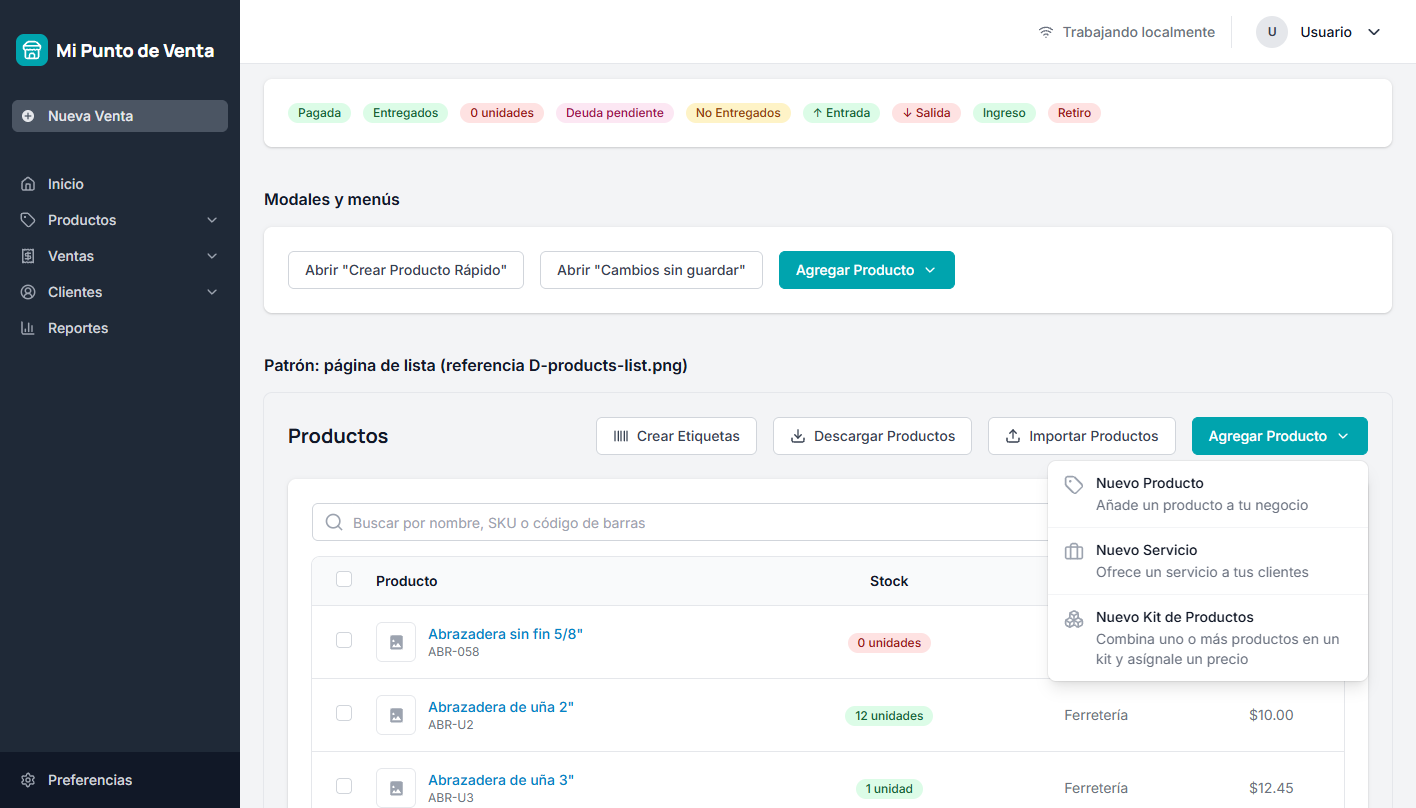 Mi Punto de Venta
Trabajando localmente
U
Usuario
Nueva Venta
Inicio
Productos
Ventas
Clientes
Reportes
Preferencias
Pagada
Entregados
0 unidades
Deuda pendiente
No Entregados
↑ Entrada
↓ Salida
Ingreso
Retiro
Modales y menús
Abrir "Crear Producto Rápido"
Abrir "Cambios sin guardar"
Agregar Producto
Patrón: página de lista (referencia D-products-list.png)
Productos
Crear Etiquetas
Descargar Productos
Importar Productos
Agregar Producto
Nuevo Producto
Añade un producto a tu negocio
Nuevo Servicio
Ofrece un servicio a tus clientes
Nuevo Kit de Productos
Combina uno o más productos en un
kit y asígnale un precio
Buscar por nombre, SKU o código de barras
Producto
Stock
Abrazadera sin fin 5/8"
ABR-058
0 unidades
Abrazadera de uña 2"
ABR-U2
12 unidades
Ferretería
$10.00
Abrazadera de uña 3"
ABR-U3
1 unidad
Ferretería
$12.45